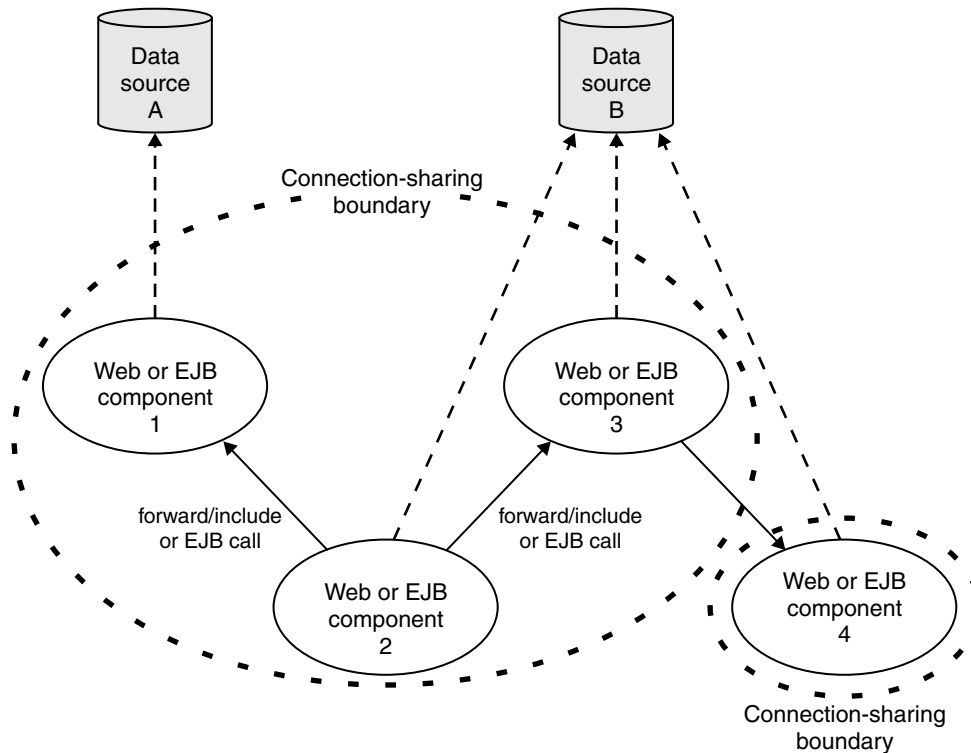 Data
source
A
Data
source
B
Connection-sharing
boundary
Web or EJB
component
1
Web or EJB
component
3
forward/include
or EJB call
forward/include
or EJB call
Web or EJB
component
2
Web or EJB
component
4
Connection-sharing
boundary